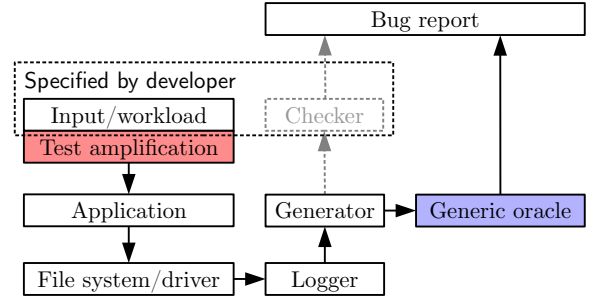 Bug report
Specified by developer
Input/workload
Checker
Test amplification
Application
Generator
Generic oracle
File system/driver
Logger